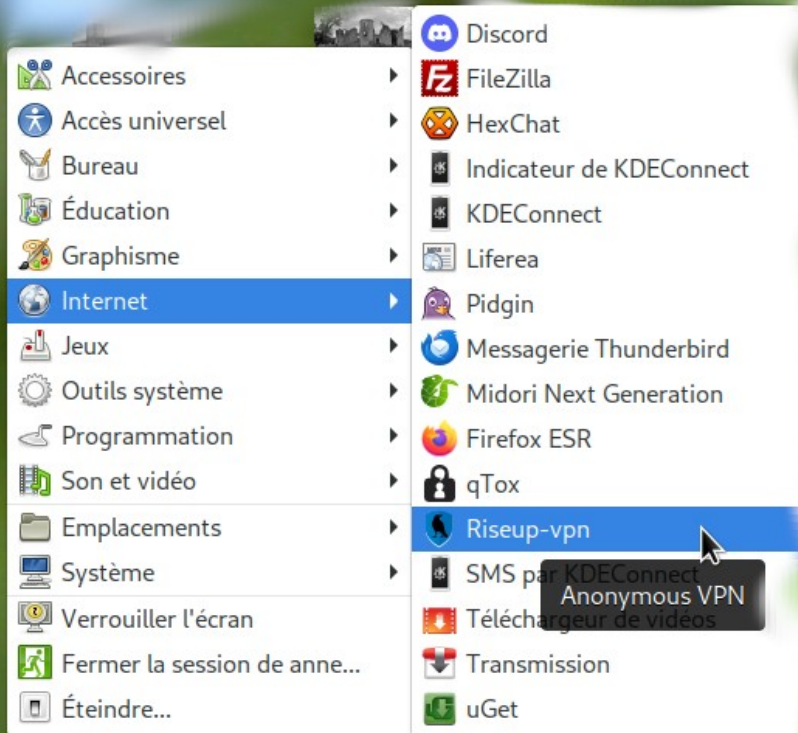 Accessoires
Accès universel
Bureau
Éducation
Graphisme
Internet
Jeux
Outils système
Programmation
Son et vidéo
Emplacements
Système
Verrouiller l'écran
Fermer la session de anne...
Éteindre...
Discord
FileZilla
HexChat
Indicateur de KDEConnect
KDEConnect
Liferea
Pidgin
Messagerie Thunderbird
Midori Next Generation
Firefox ESR
qTox
Riseup-vpn
SMS par KDEConnect
Anonymous VPN
Téléchargeur de vidéos
Transmission
uGet